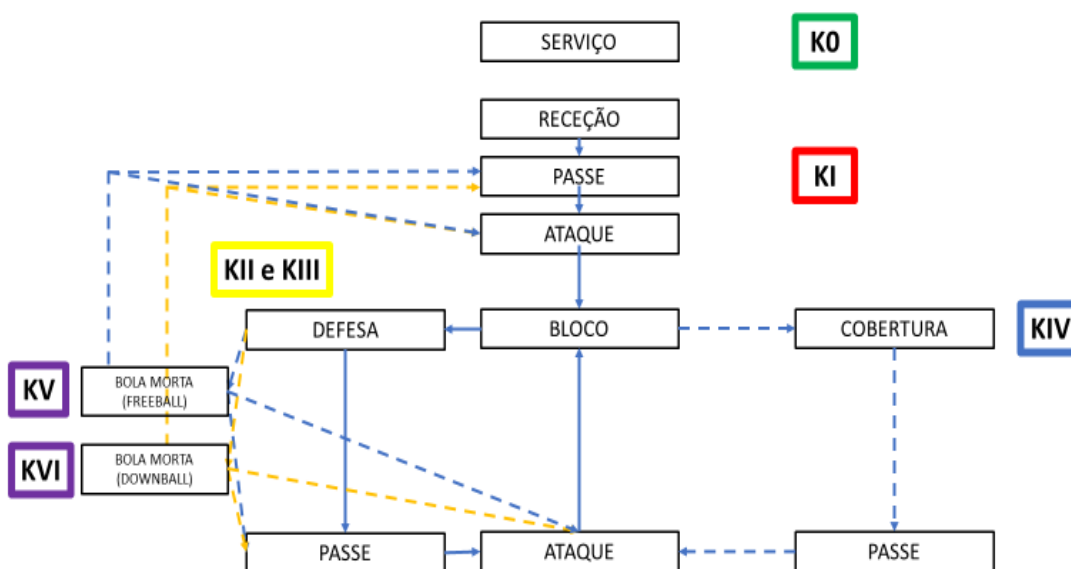 SERVIÇO
K0
RECEÇÃO
PASSE
KI
ATAQUE
KII e KIII
DEFESA
BLOCO
COBERTURA
KIV
KV
BOLA MORTA
(FREEBALL)
KVI
BOLA MORTA
(DOWNBALL)
PASSE
ATAQUE
PASSE